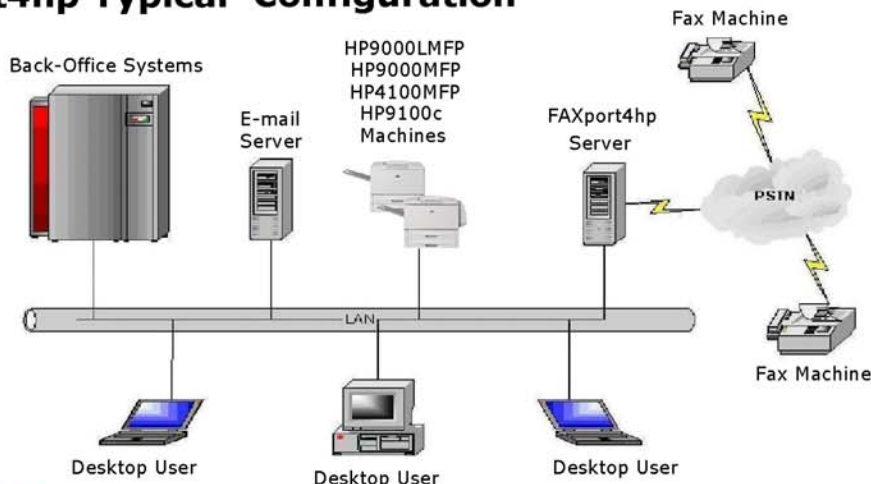 Typical Configuration
Fax Machine
Back-Office Systems
E-mail
Server
HP9000LMFP
HP9000MFP
HP4100MFP
HP9100c
Machines
FAXport4hp
Server
PSTN
LAN
Fax Machine
Desktop User
Desktop User
Desktop User